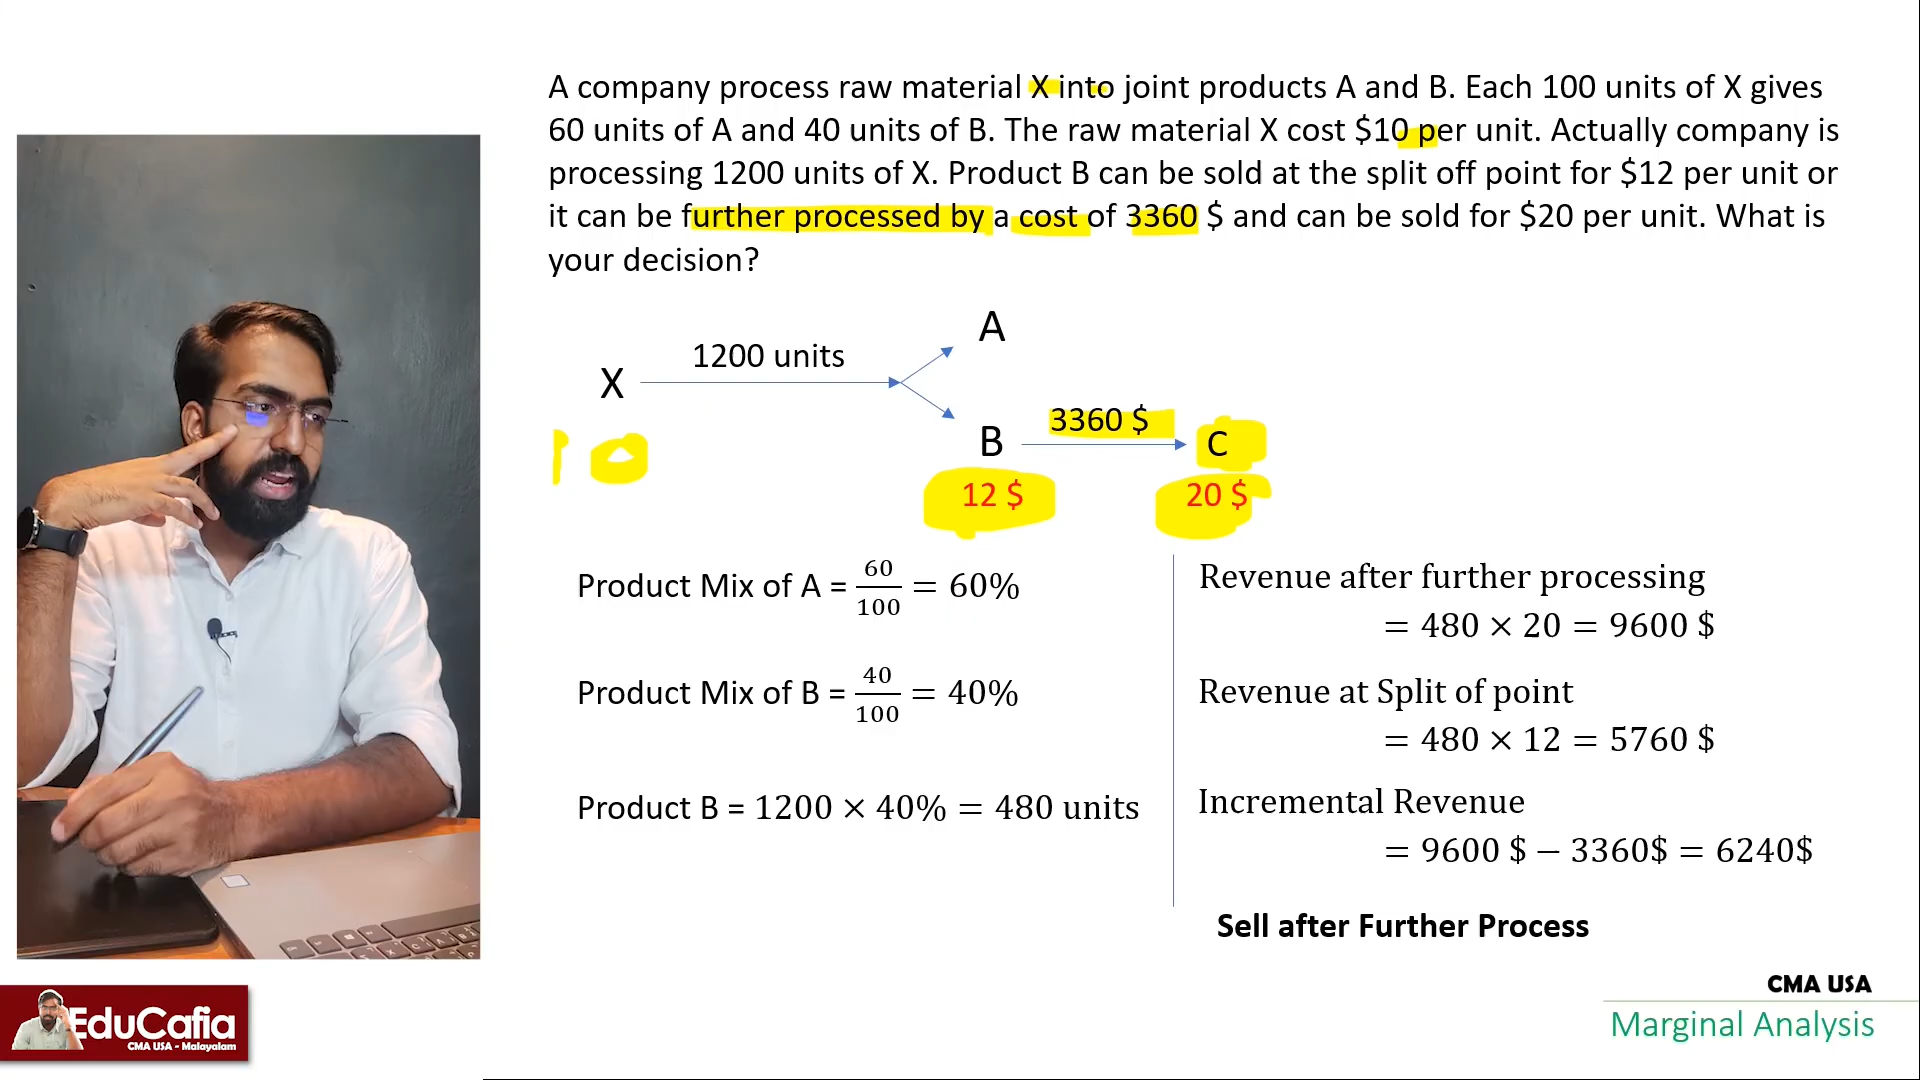 A company process raw material X into joint products A and B. Each 100 units of X gives
60 units of A and 40 units of B. The raw material X cost $10 per unit. Actually company is
processing 1200 units of X. Product B can be sold at the split off point for $12 per unit or
it can be further processed by a cost of 3360 $ and can be sold for $20 per unit. What is
your decision?
A
1200 units
X
3360 $
B
C
10
12 $
20 $
Product Mix of A = 60/100 = 60%
Product Mix of B = 40/100 = 40%
Product B = 1200 × 40% = 480 units
Revenue after further processing
= 480 × 20 = 9600 $
Revenue at Split of point
= 480 × 12 = 5760 $
Incremental Revenue
= 9600 $ − 3360$ = 6240$
Sell after Further Process
CMA USA
Marginal Analysis
EduCafia
CMA USA - Malayalam